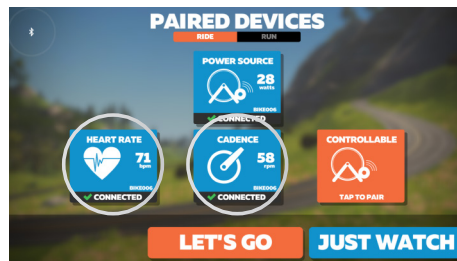 PAIRED DEVICES
RIDE RUN
POWER SOURCE
28
watts
BIKE006
CONNECTED
HEART RATE
71
bpm
BIKE006
CONNECTED
CADENCE
58
rpm
BIKE006
CONNECTED
CONTROLLABLE
TAP TO PAIR
LET'S GO
JUST WATCH